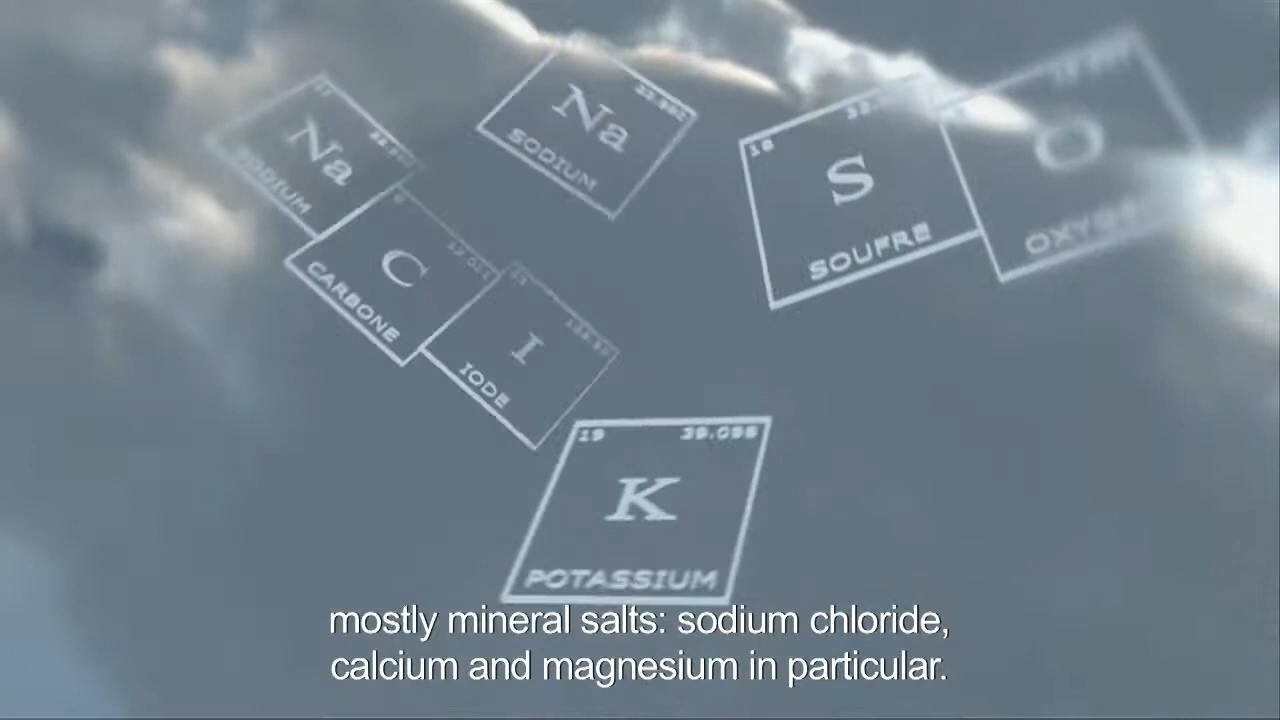 Na
SODIUM
Na
SODIUM
S
SOUFRE
O
C
CARBONE
I
IODE
19
39.098
K
POTASSIUM
mostly mineral salts: sodium chloride,
calcium and magnesium in particular.